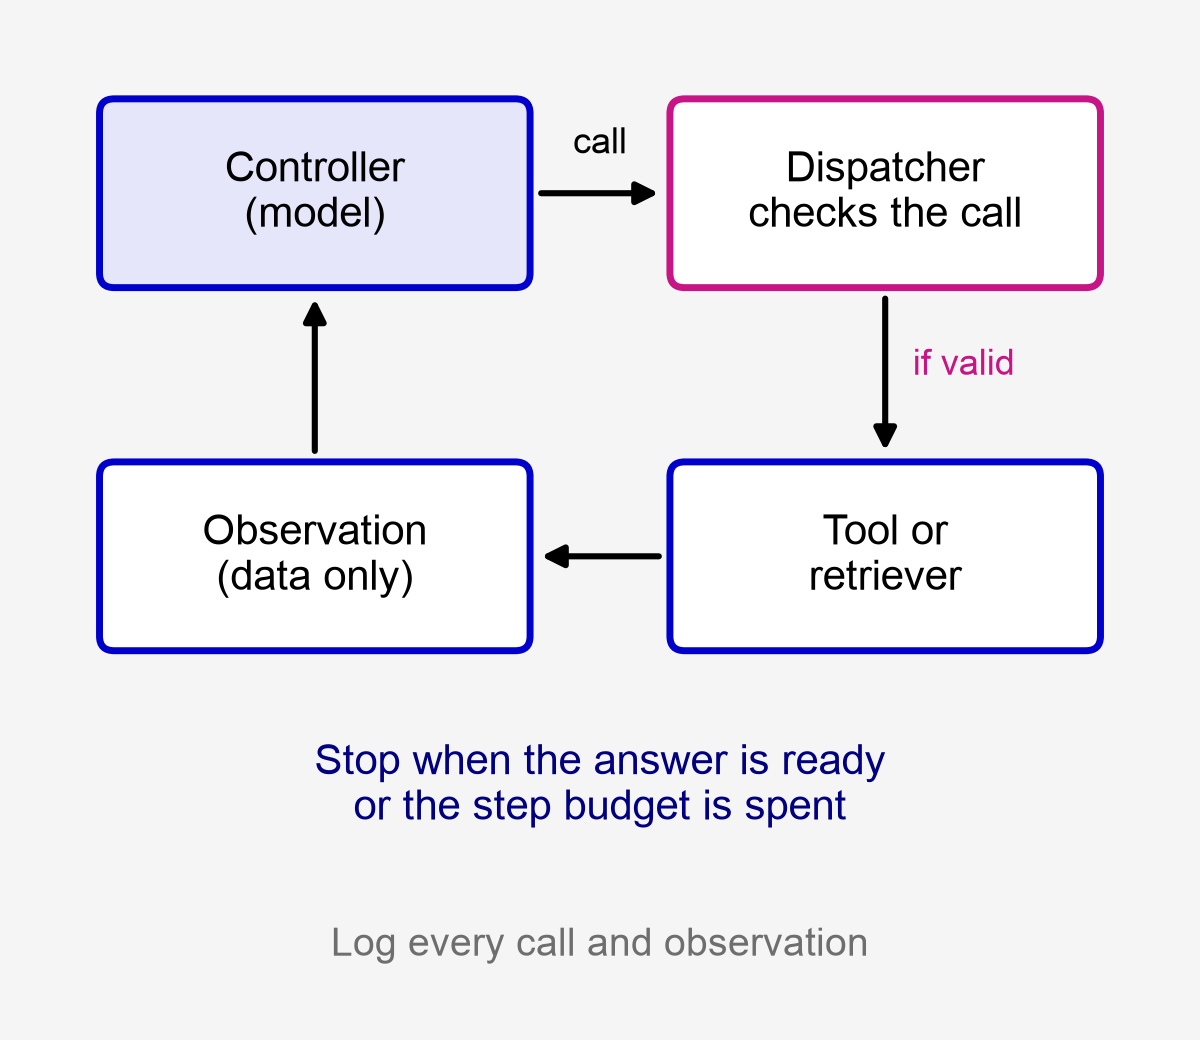 Controller
(model)
call
Dispatcher
checks the call
if valid
Observation
(data only)
Tool or
retriever
Stop when the answer is ready
or the step budget is spent
Log every call and observation